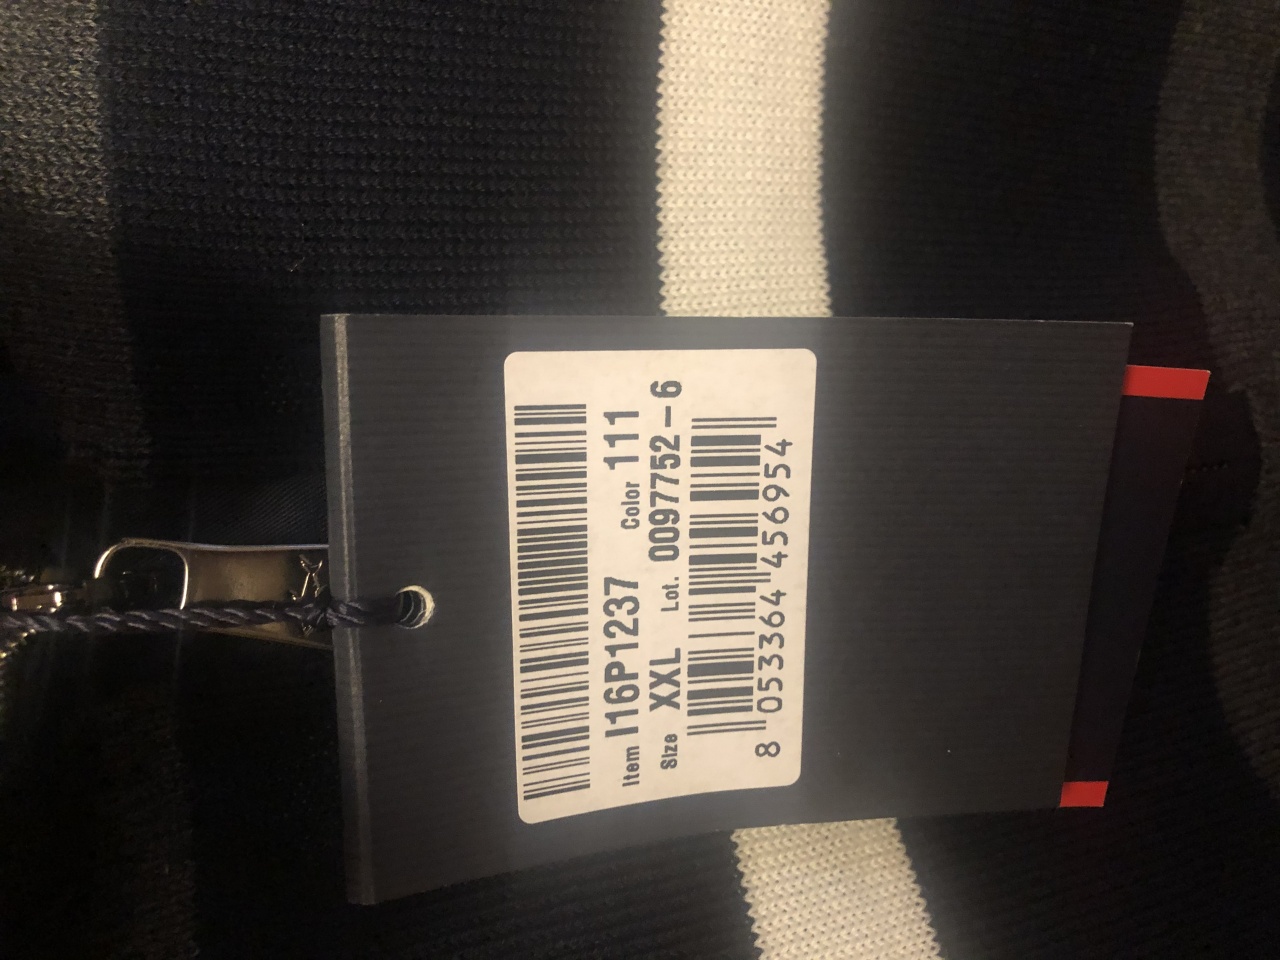 Item I16P1237 Color 111
Size XXL Lot. 0097752-6
8 053364 456954